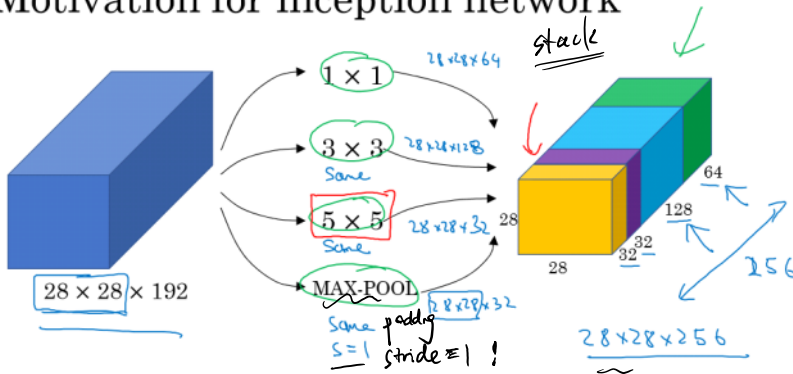 Motivation for inception network
stack
28×28×64
1 × 1
3 × 3
Same
28×28×128
5 × 5
Same
28×28×32
MAX-POOL
28×28×32
Same padding
s=1 stride=1 !
28 × 28 × 192
28
28
32
32
128
64
256
28×28×256